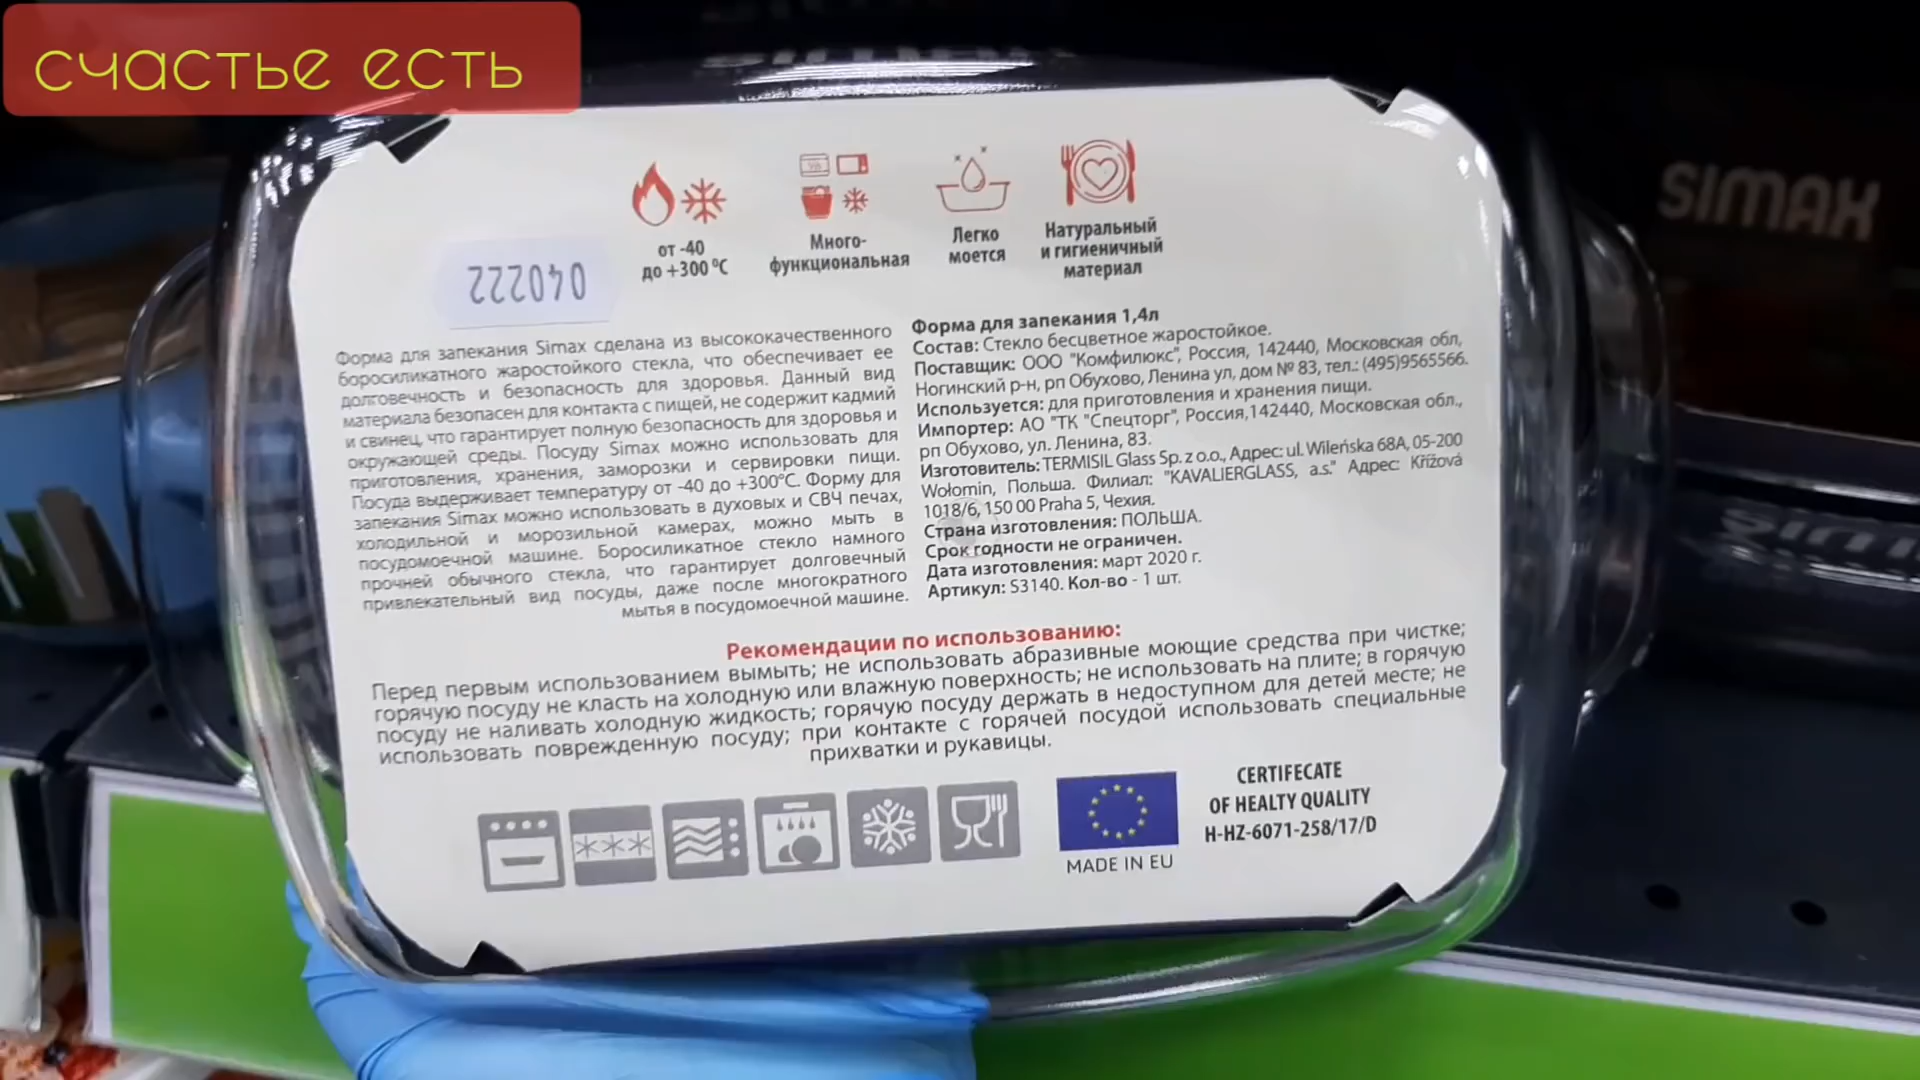 счастье есть
SIMAX
от -40
до +300 °C
Много-
функциональная
Легко
моется
Натуральный
и гигиеничный
материал
040222
Форма для запекания Simax сделана из высококачественного
боросиликатного жаростойкого стекла, что обеспечивает ее
долговечность и безопасность для здоровья. Данный вид
материала безопасен для контакта с пищей, не содержит кадмий
и свинец, что гарантирует полную безопасность для здоровья и
окружающей среды. Посуду Simax можно использовать для
приготовления, хранения, заморозки и сервировки пищи.
Посуда выдерживает температуру от -40 до +300°C. Форму для
запекания Simax можно использовать в духовых и СВЧ печах,
холодильной и морозильной камерах, можно мыть в
посудомоечной машине. Боросиликатное стекло намного
прочней обычного стекла, что гарантирует долговечный
привлекательный вид посуды, даже после многократного
мытья в посудомоечной машине.
Форма для запекания 1,4л
Состав: Стекло бесцветное жаростойкое.
Поставщик: ООО "Комфилюкс", Россия, 142440, Московская обл,
Ногинский р-н, рп Обухово, Ленина ул, дом № 83, тел.: (495)9565566.
Используется: для приготовления и хранения пищи.
Импортер: АО "ТК "Спецторг", Россия,142440, Московская обл.,
рп Обухово, ул. Ленина, 83.
Изготовитель: TERMISIL Glass Sp. z o.o., Адрес: ul. Wileńska 68A, 05-200
Wołomin, Польша. Филиал: "KAVALIERGLASS, a.s." Адрес: Křížová
1018/6, 150 00 Praha 5, Чехия.
Страна изготовления: ПОЛЬША.
Срок годности не ограничен.
Дата изготовления: март 2020 г.
Артикул: S3140. Кол-во - 1 шт.
Рекомендации по использованию:
Перед первым использованием вымыть; не использовать абразивные моющие средства при чистке;
горячую посуду не класть на холодную или влажную поверхность; не использовать на плите; в горячую
посуду не наливать холодную жидкость; горячую посуду держать в недоступном для детей месте; не
использовать поврежденную посуду; при контакте с горячей посудой использовать специальные
прихватки и рукавицы.
MADE IN EU
CERTIFECATE
OF HEALTY QUALITY
H-HZ-6071-258/17/D